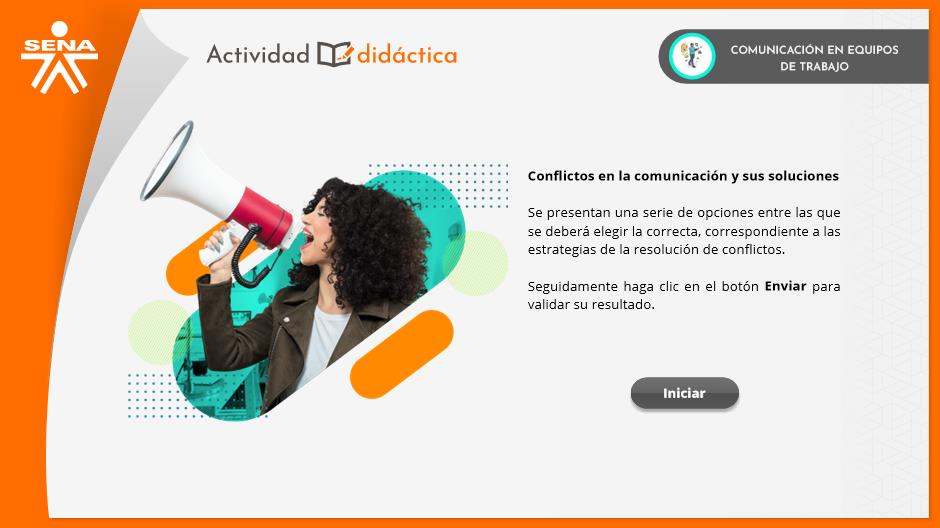 SENA
Actividad didáctica
COMUNICACIÓN EN EQUIPOS
DE TRABAJO
Conflictos en la comunicación y sus soluciones
Se presentan una serie de opciones entre las que
se deberá elegir la correcta, correspondiente a las
estrategias de la resolución de conflictos.
Seguidamente haga clic en el botón Enviar para
validar su resultado.
Iniciar